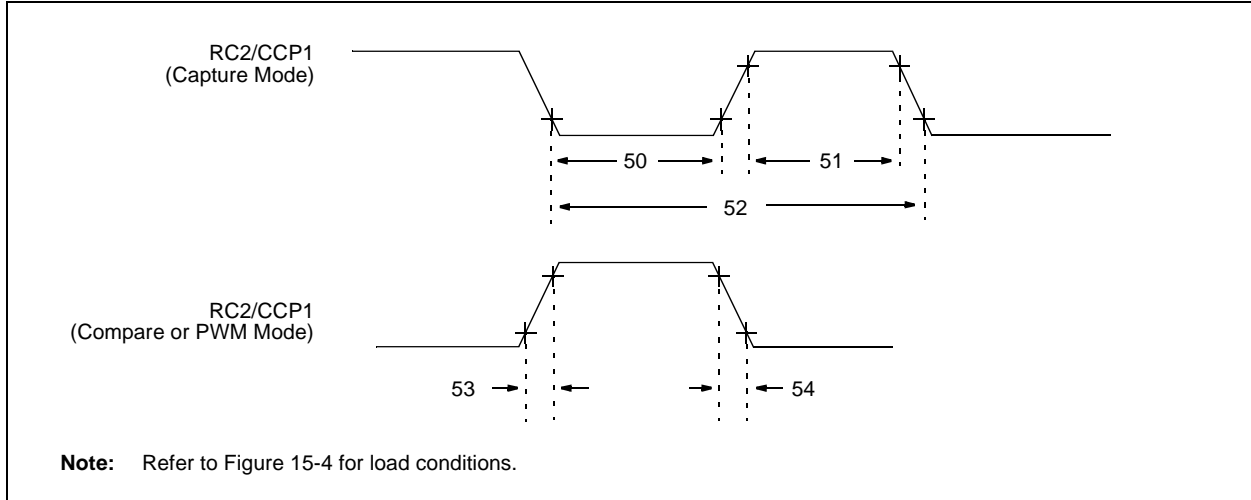 RC2/CCP1
(Capture Mode)
50
51
52
RC2/CCP1
(Compare or PWM Mode)
53
54
Note: Refer to Figure 15-4 for load conditions.